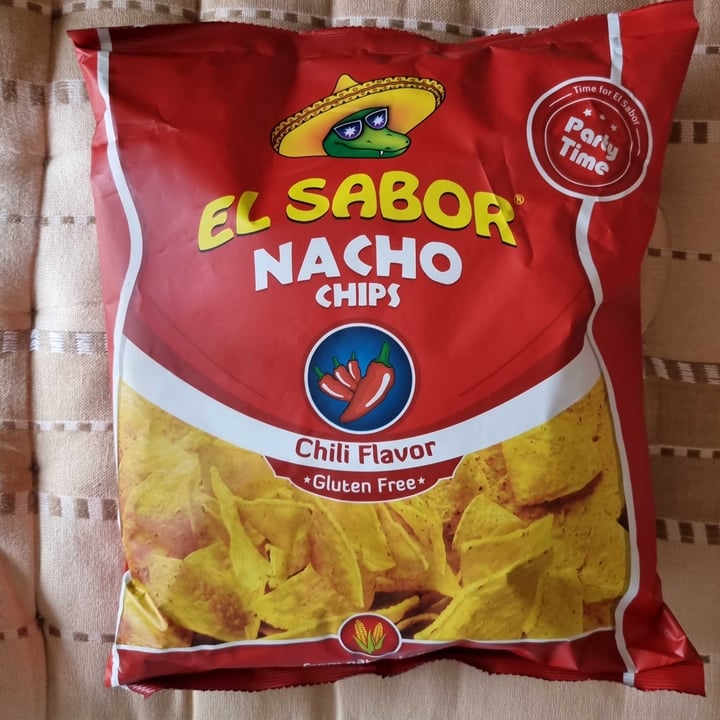 Time for El Sabor
Party
Time
EL SABOR®
NACHO
CHIPS
Chili Flavor
Gluten Free